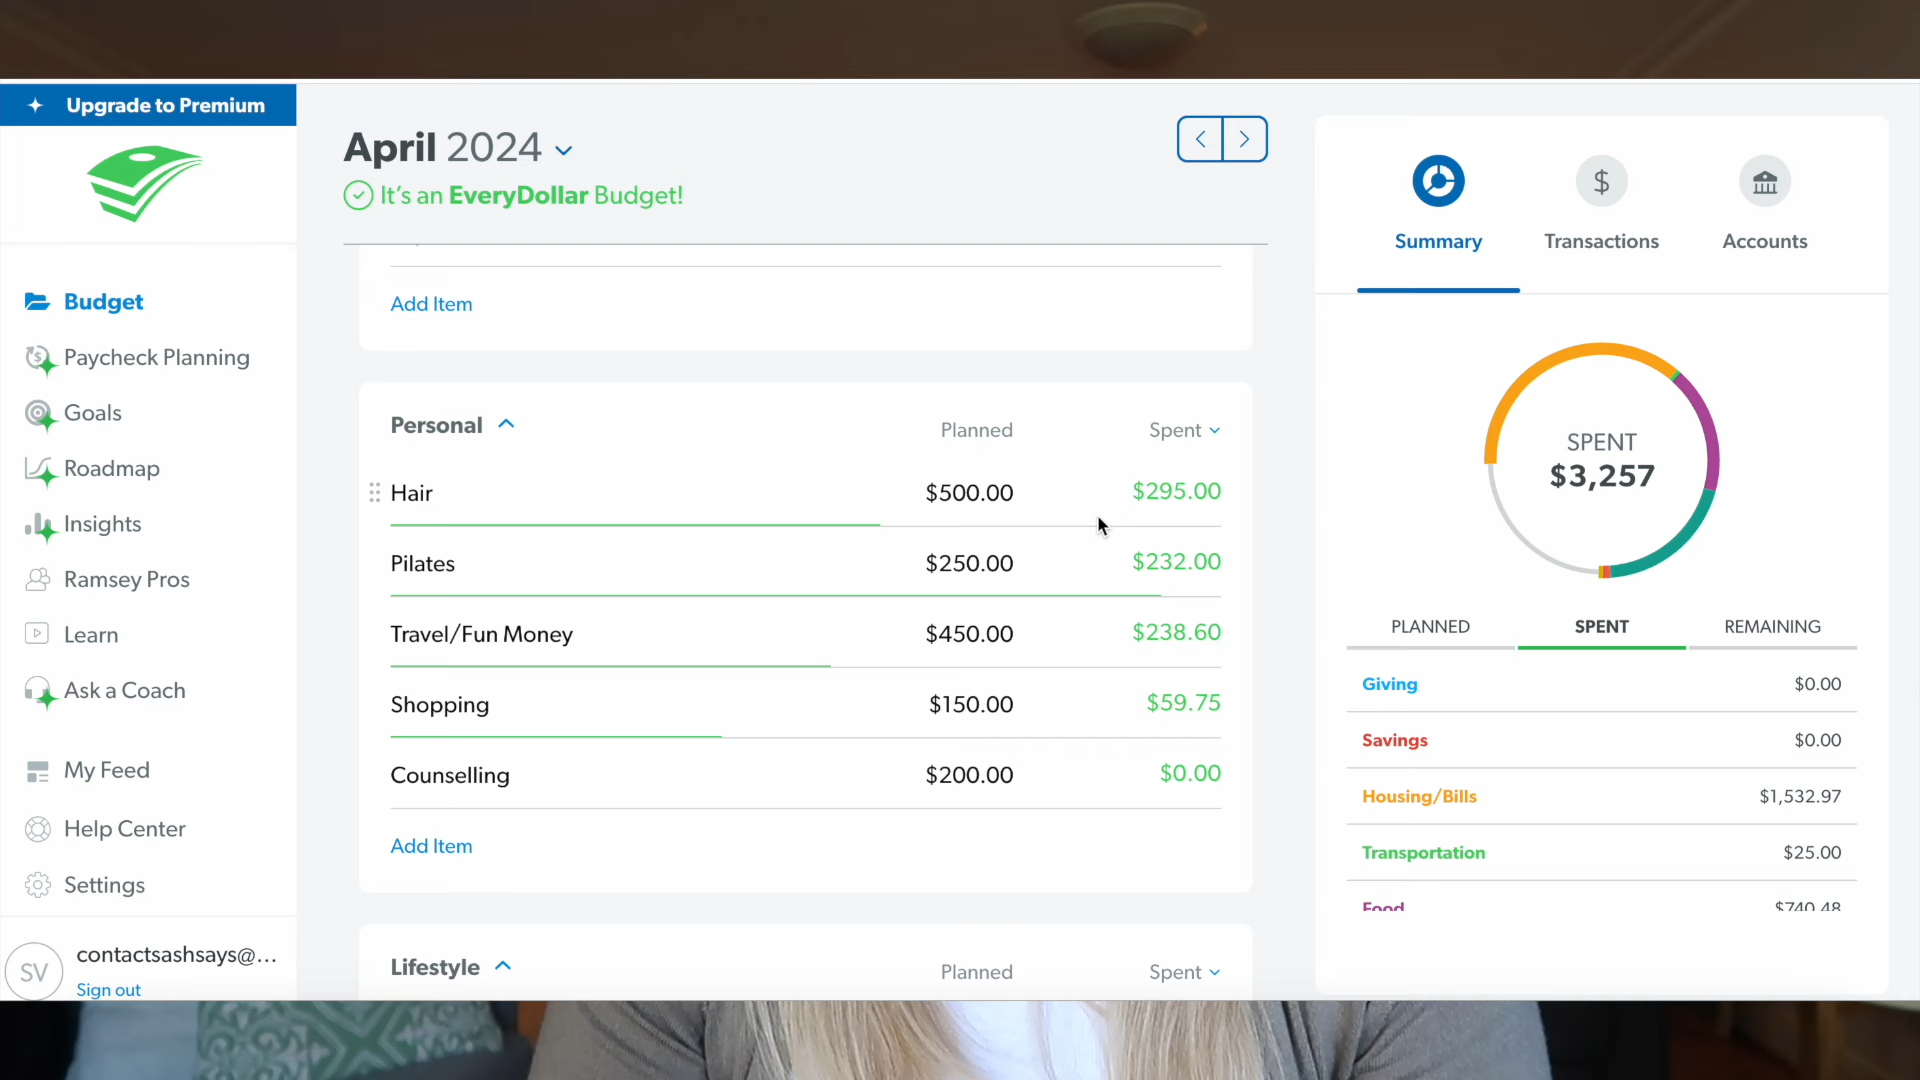 Upgrade to Premium
Budget
Paycheck Planning
Goals
Roadmap
Insights
Ramsey Pros
Learn
Ask a Coach
My Feed
Help Center
Settings
SV
contactsashsays@...
Sign out
April 2024
It's an EveryDollar Budget!
Add Item
Personal Planned Spent
Hair $500.00 $295.00
Pilates $250.00 $232.00
Travel/Fun Money $450.00 $238.60
Shopping $150.00 $59.75
Counselling $200.00 $0.00
Add Item
Lifestyle Planned Spent
$
Summary Transactions Accounts
SPENT
$3,257
PLANNED SPENT REMAINING
Giving $0.00
Savings $0.00
Housing/Bills $1,532.97
Transportation $25.00
Food $740.48